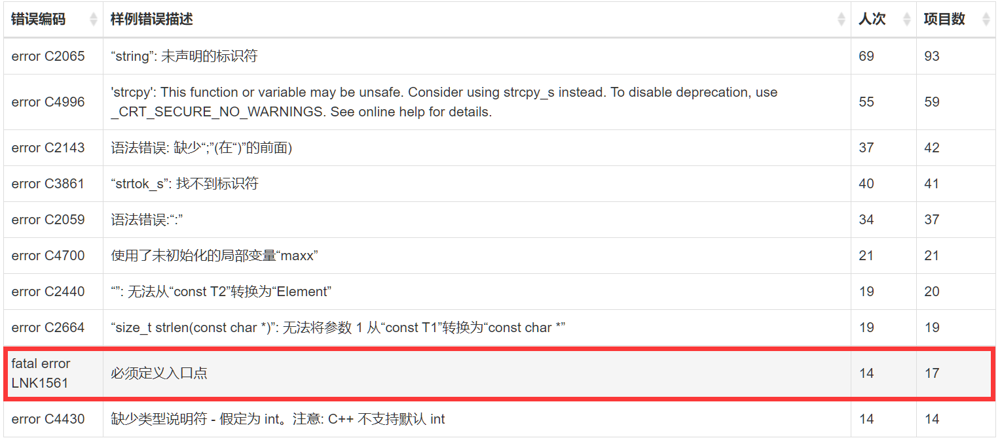 错误编码 样例错误描述 人次 项目数
error C2065 “string”: 未声明的标识符 69 93
error C4996 'strcpy': This function or variable may be unsafe. Consider using strcpy_s instead. To disable deprecation, use
_CRT_SECURE_NO_WARNINGS. See online help for details. 55 59
error C2143 语法错误: 缺少“;”(在“)”的前面) 37 42
error C3861 “strtok_s”: 找不到标识符 40 41
error C2059 语法错误:“:” 34 37
error C4700 使用了未初始化的局部变量“maxx” 21 21
error C2440 “”: 无法从“const T2”转换为“Element” 19 20
error C2664 “size_t strlen(const char *)”: 无法将参数 1 从“const T1”转换为“const char *” 19 19
fatal error
LNK1561 必须定义入口点 14 17
error C4430 缺少类型说明符 - 假定为 int。注意: C++ 不支持默认 int 14 14